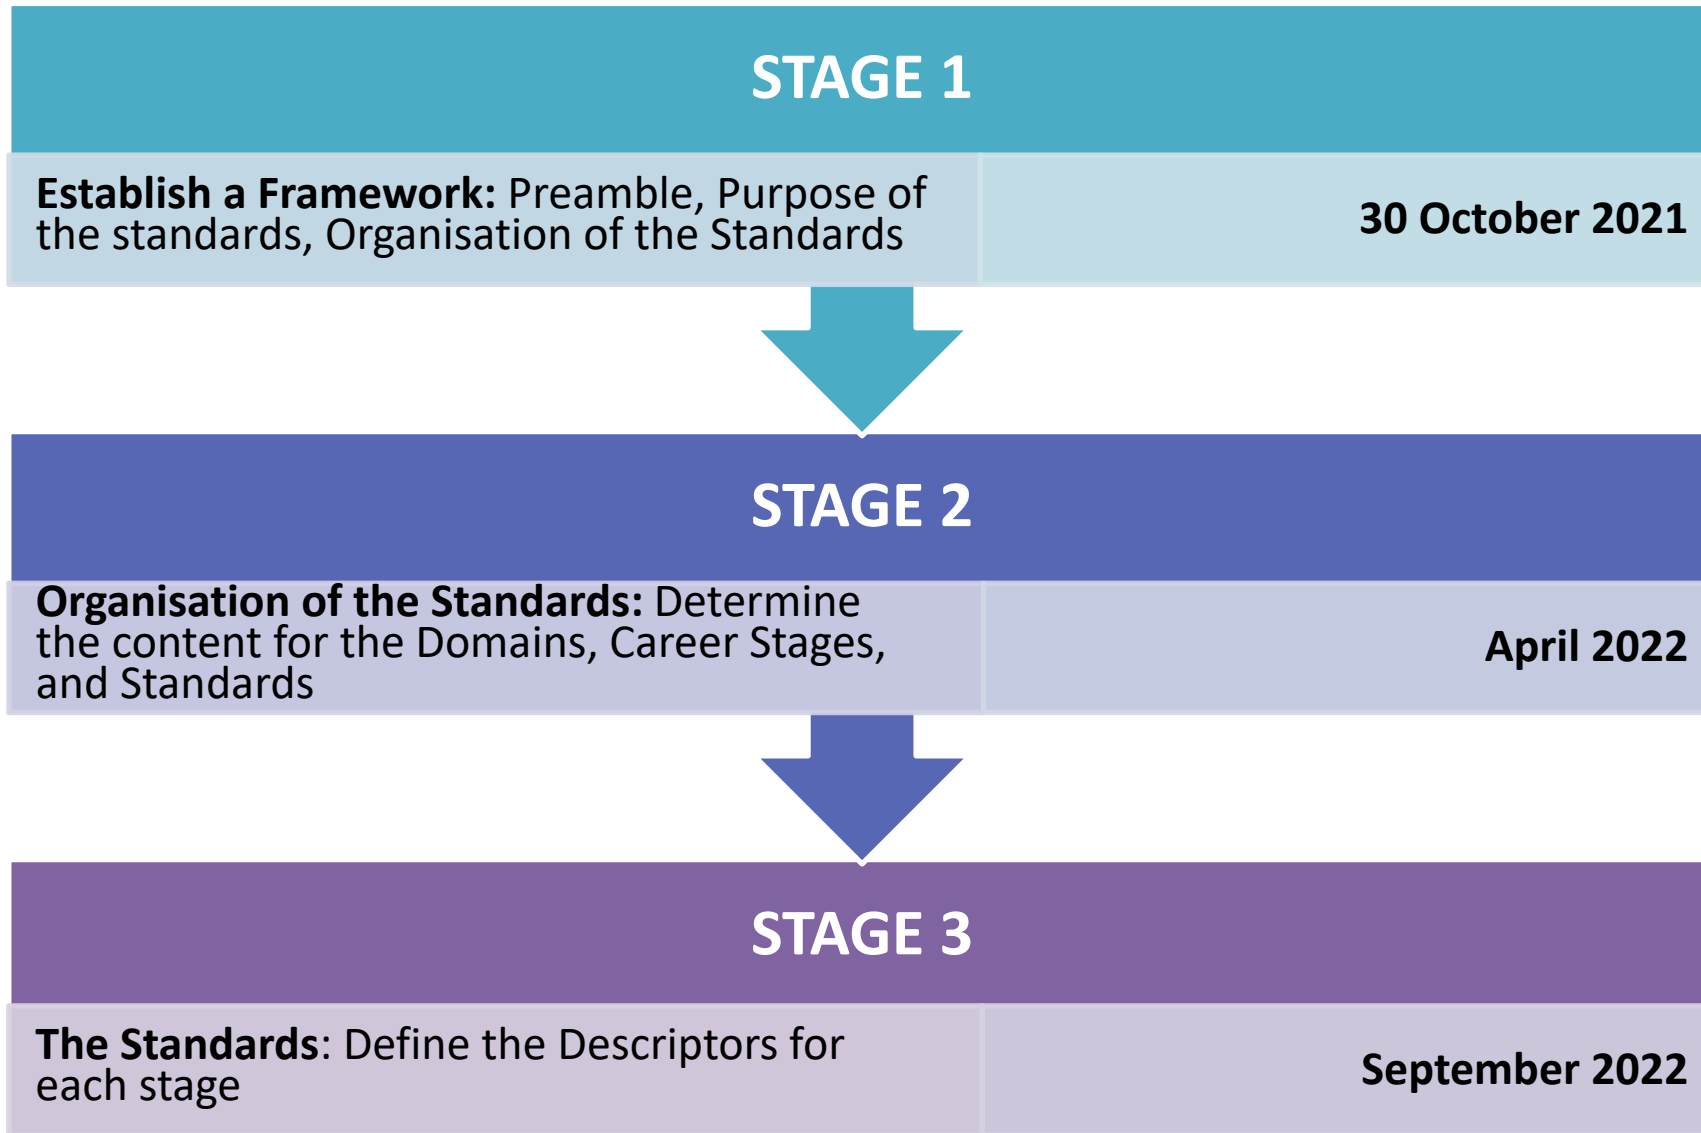 STAGE 1
Establish a Framework: Preamble, Purpose of
the standards, Organisation of the Standards
30 October 2021
STAGE 2
Organisation of the Standards: Determine
the content for the Domains, Career Stages,
and Standards
April 2022
STAGE 3
The Standards: Define the Descriptors for
each stage
September 2022